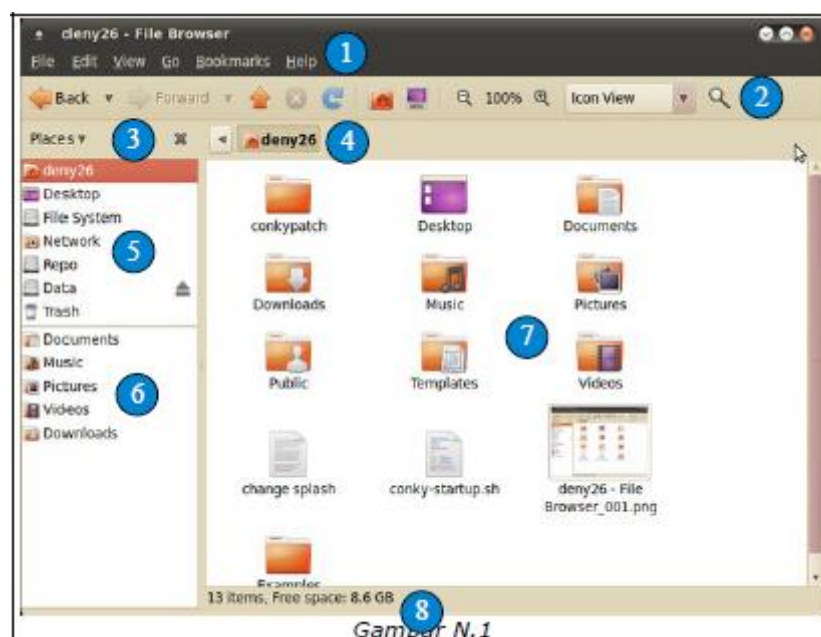 deny26 - File Browser
File Edit View Go Bookmarks Help 1
Back Forward 100% Icon View 2
Places 3 deny26 4
deny26
Desktop
File System
Network
Repo
Data
Trash
5
Documents
Music
Pictures
Videos
Downloads
6
conkypatch Desktop Documents
Downloads Music Pictures
7
Public Templates Videos
change splash conky-startup.sh deny26 - File
Browser_001.png
Examples
13 items, Free space: 8.6 GB 8
Gambar N.1